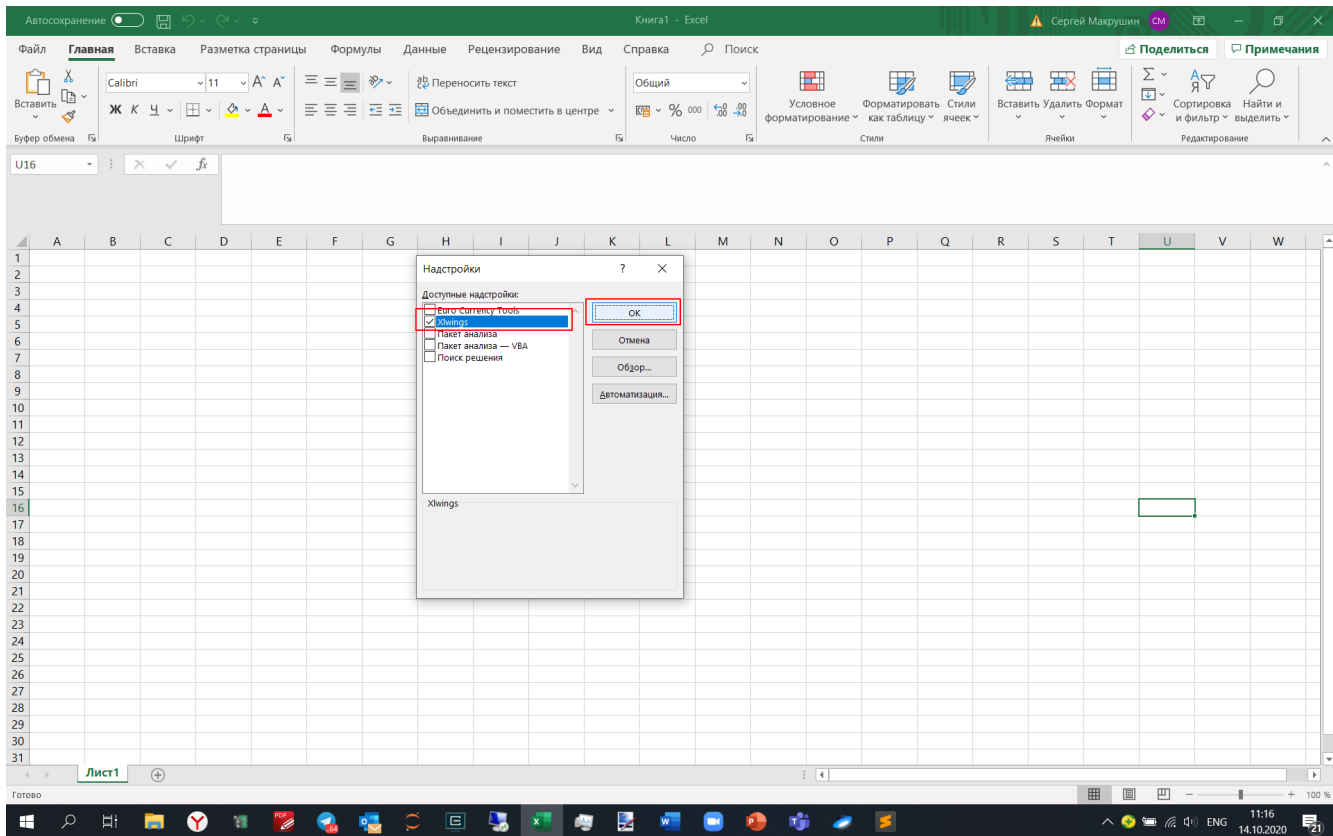 Автосохранение Книга1 - Excel Сергей Макрушин СМ
Файл Главная Вставка Разметка страницы Формулы Данные Рецензирование Вид Справка Поиск Поделиться Примечания
Calibri 11 Переносить текст Общий
Вставить Ж К Ч Объединить и поместить в центре % 000 Условное форматирование Форматировать как таблицу Стили ячеек Вставить Удалить Формат Сортировка и фильтр Найти и выделить
Буфер обмена Шрифт Выравнивание Число Стили Ячейки Редактирование
U16 fx
A B C D E F G H I J K L M N O P Q R S T U V W
1
2
3
4
5
6
7
8
9
10
11
12
13
14
15
16
17
18
19
20
21
22
23
24
25
26
27
28
29
30
31
Надстройки ? ×
Доступные надстройки:
Euro Currency Tools
Xlwings
Пакет анализа
Пакет анализа — VBA
Поиск решения
ОК
Отмена
Обзор...
Автоматизация...
Xlwings
Лист1
Готово 100 %
ENG 11:16
14.10.2020 21